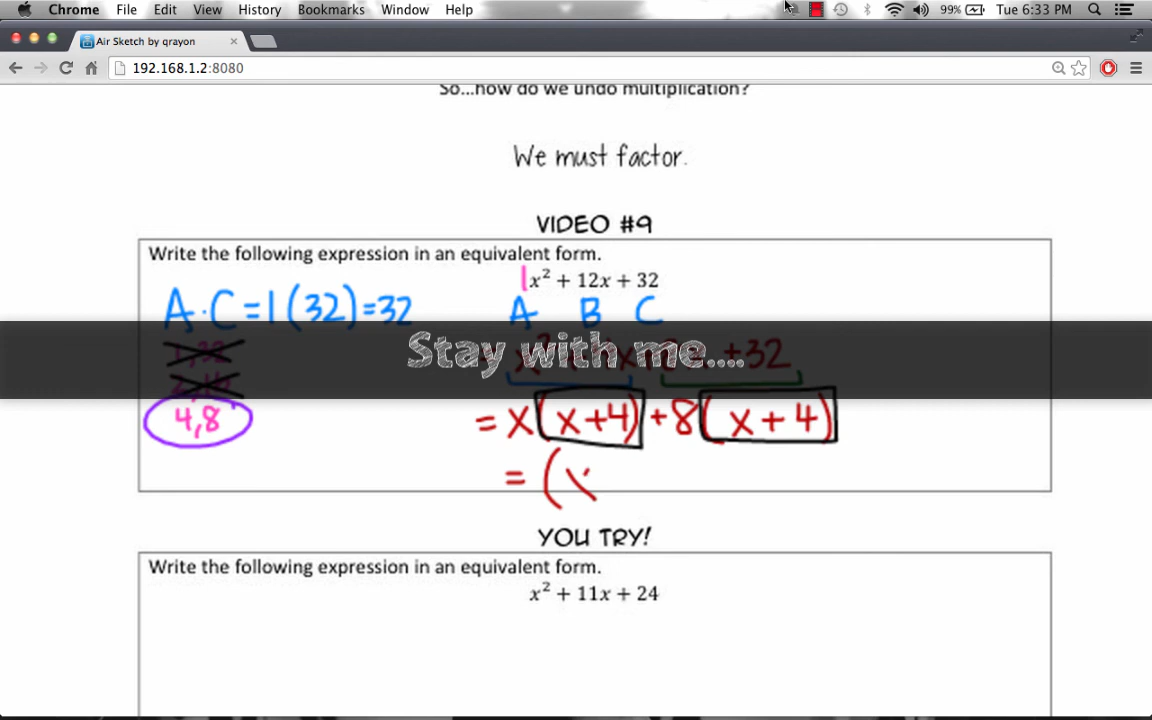 Chrome File Edit View History Bookmarks Window Help 99% Tue 6:33 PM
Air Sketch by qrayon
192.168.1.2:8080
So...how do we undo multiplication?
We must factor.
VIDEO #9
Write the following expression in an equivalent form.
1x² + 12x + 32
A·C=1(32)=32 A B C
Stay with me....
+32
4,8 = x(x+4)+8(x+4)
= (x
YOU TRY!
Write the following expression in an equivalent form.
x² + 11x + 24